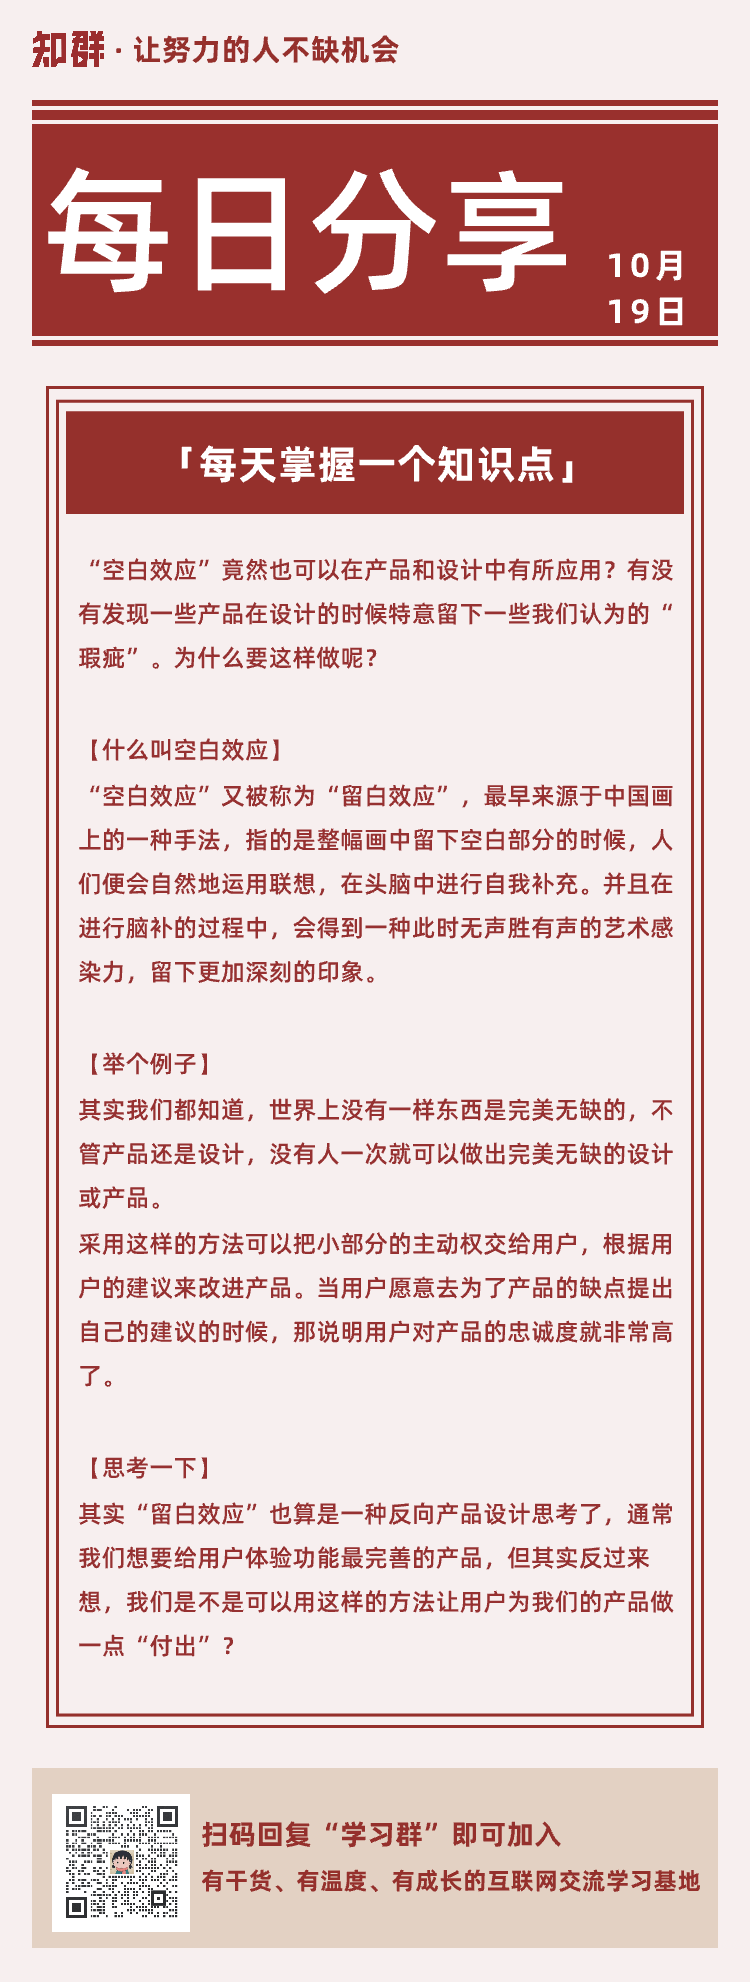 知群 · 让努力的人不缺机会
每日分享
10月
19日
「每天掌握一个知识点」
“空白效应”竟然也可以在产品和设计中有所应用？有没
有发现一些产品在设计的时候特意留下一些我们认为的“
瑕疵”。为什么要这样做呢？
【什么叫空白效应】
“空白效应”又被称为“留白效应”，最早来源于中国画
上的一种手法，指的是整幅画中留下空白部分的时候，人
们便会自然地运用联想，在头脑中进行自我补充。并且在
进行脑补的过程中，会得到一种此时无声胜有声的艺术感
染力，留下更加深刻的印象。
【举个例子】
其实我们都知道，世界上没有一样东西是完美无缺的，不
管产品还是设计，没有人一次就可以做出完美无缺的设计
或产品。
采用这样的方法可以把小部分的主动权交给用户，根据用
户的建议来改进产品。当用户愿意去为了产品的缺点提出
自己的建议的时候，那说明用户对产品的忠诚度就非常高
了。
【思考一下】
其实“留白效应”也算是一种反向产品设计思考了，通常
我们想要给用户体验功能最完善的产品，但其实反过来
想，我们是不是可以用这样的方法让用户为我们的产品做
一点“付出”？
扫码回复“学习群”即可加入
有干货、有温度、有成长的互联网交流学习基地